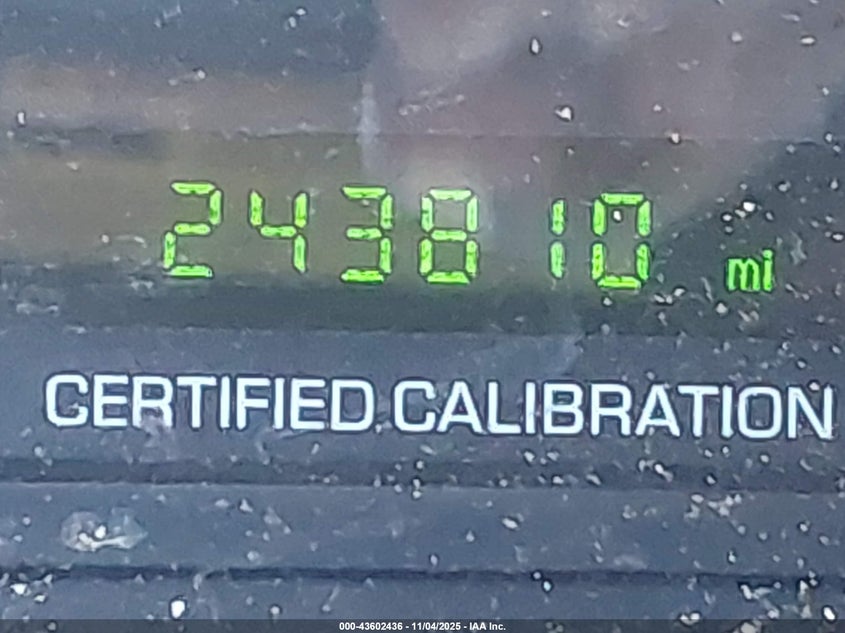 243810 mi
CERTIFIED CALIBRATION
000-43602436 - 11/04/2025 - IAA Inc.